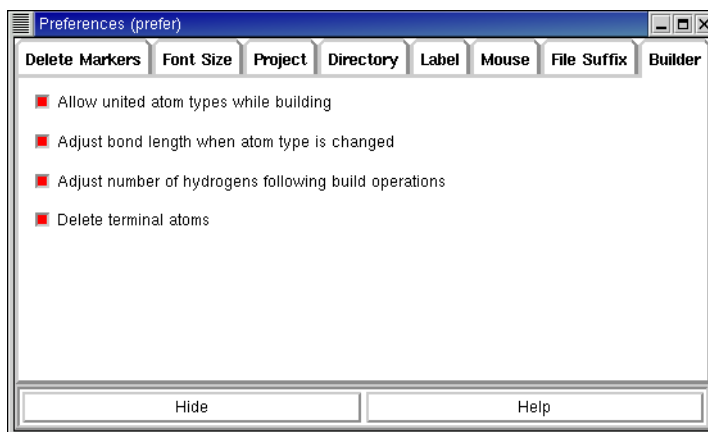 Preferences (prefer)
Delete Markers Font Size Project Directory Label Mouse File Suffix Builder
Allow united atom types while building
Adjust bond length when atom type is changed
Adjust number of hydrogens following build operations
Delete terminal atoms
Hide Help